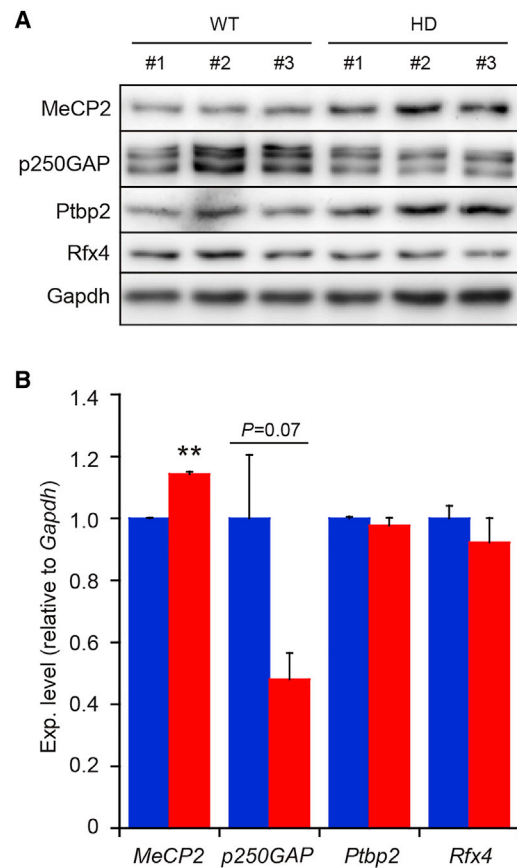 A
WT HD
#1 #2 #3 #1 #2 #3
MeCP2
p250GAP
Ptbp2
Rfx4
Gapdh
B
Exp. level (relative to Gapdh)
1.4
1.2
1.0
0.8
0.6
0.4
0.2
0
**
P=0.07
MeCP2 p250GAP Ptbp2 Rfx4